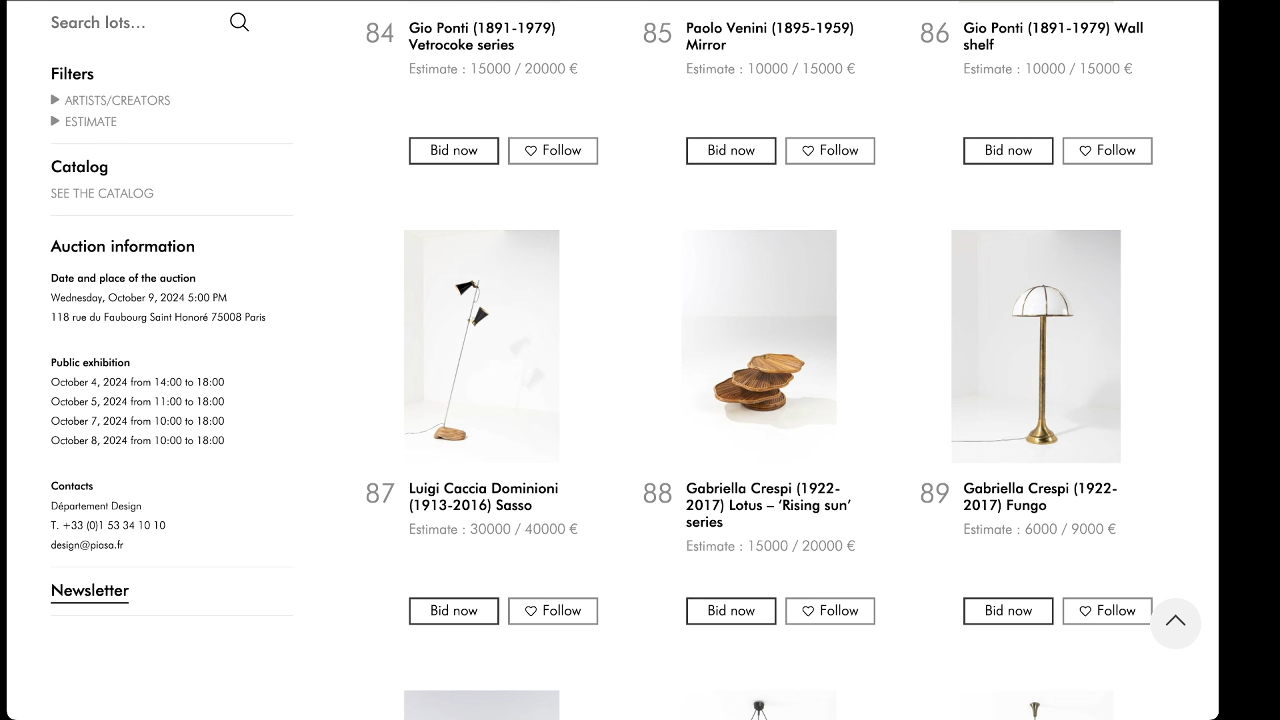 Search lots...
Filters
ARTISTS/CREATORS
ESTIMATE
Catalog
SEE THE CATALOG
Auction information
Date and place of the auction
Wednesday, October 9, 2024 5:00 PM
118 rue du Faubourg Saint Honoré 75008 Paris
Public exhibition
October 4, 2024 from 14:00 to 18:00
October 5, 2024 from 11:00 to 18:00
October 7, 2024 from 10:00 to 18:00
October 8, 2024 from 10:00 to 18:00
Contacts
Département Design
T. +33 (0)1 53 34 10 10
design@piasa.fr
Newsletter
84
Gio Ponti (1891-1979)
Vetrocoke series
Estimate : 15000 / 20000 €
Bid now
Follow
85
Paolo Venini (1895-1959)
Mirror
Estimate : 10000 / 15000 €
Bid now
Follow
86
Gio Ponti (1891-1979) Wall
shelf
Estimate : 10000 / 15000 €
Bid now
Follow
87
Luigi Caccia Dominioni
(1913-2016) Sasso
Estimate : 30000 / 40000 €
Bid now
Follow
88
Gabriella Crespi (1922-
2017) Lotus – ‘Rising sun’
series
Estimate : 15000 / 20000 €
Bid now
Follow
89
Gabriella Crespi (1922-
2017) Fungo
Estimate : 6000 / 9000 €
Bid now
Follow